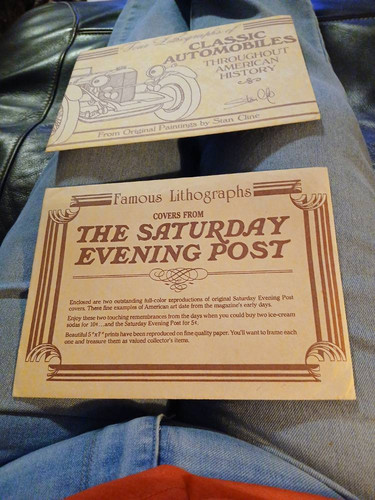 Four Lithographs of
CLASSIC
AUTOMOBILES
THROUGHOUT
AMERICAN
HISTORY
From Original Paintings by Stan Cline
Famous Lithographs
COVERS FROM
THE SATURDAY
EVENING POST
Enclosed are two outstanding full-color reproductions of original Saturday Evening Post
covers. These fine examples of American art date from the magazine's early days.
Enjoy these two touching remembrances from the days when you could buy two ice-cream
sodas for 10¢...and the Saturday Evening Post for 5¢.
Beautiful 5"x7" prints have been reproduced on fine quality paper. You'll want to frame each
one and treasure them as valued collector's items.